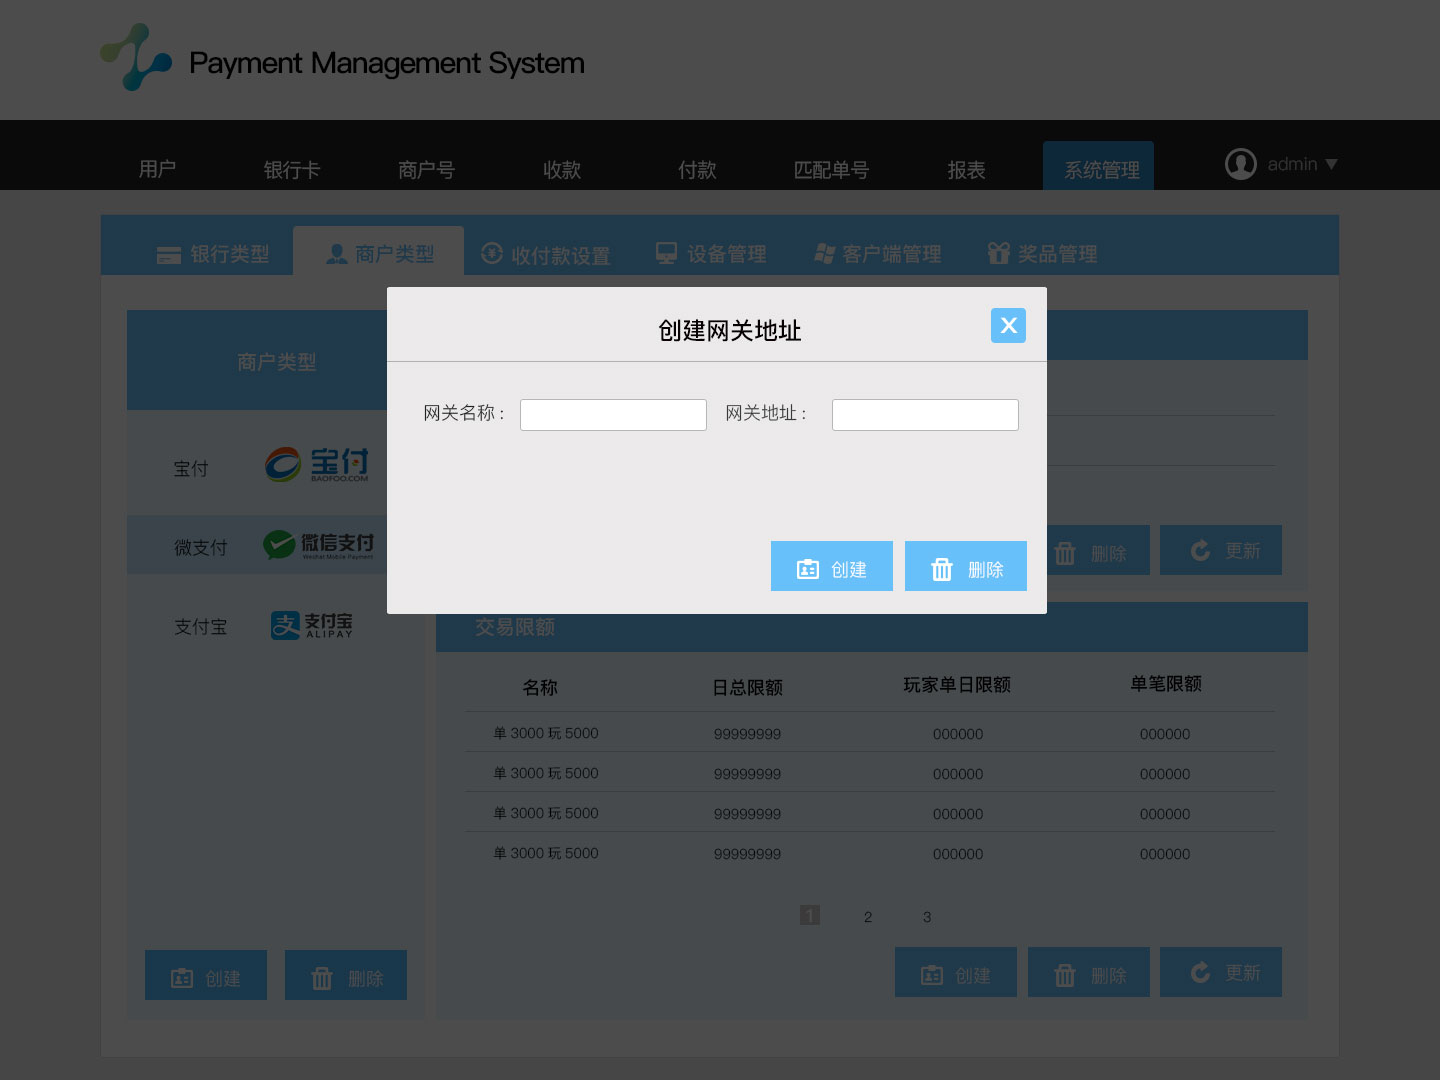 Payment Management System
用户 银行卡 商户号 收款 付款 匹配单号 报表 系统管理 admin
银行类型 商户类型 收付款设置 设备管理 客户端管理 奖品管理
创建网关地址 X
网关名称 : 网关地址 :
创建 删除
商户类型
宝付 宝付 BAOFOO.COM
微支付 微信支付 Wechat Mobile Payment
支付宝 支付宝 ALIPAY
创建 删除
删除 更新
交易限额
名称 日总限额 玩家单日限额 单笔限额
单 3000 玩 5000 99999999 000000 000000
单 3000 玩 5000 99999999 000000 000000
单 3000 玩 5000 99999999 000000 000000
单 3000 玩 5000 99999999 000000 000000
1 2 3
创建 删除 更新